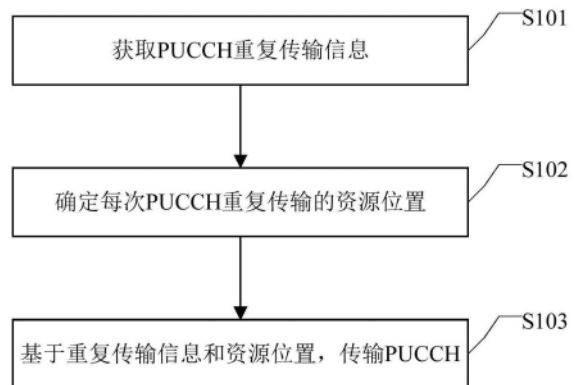 S101
获取PUCCH重复传输信息
S102
确定每次PUCCH重复传输的资源位置
S103
基于重复传输信息和资源位置，传输PUCCH